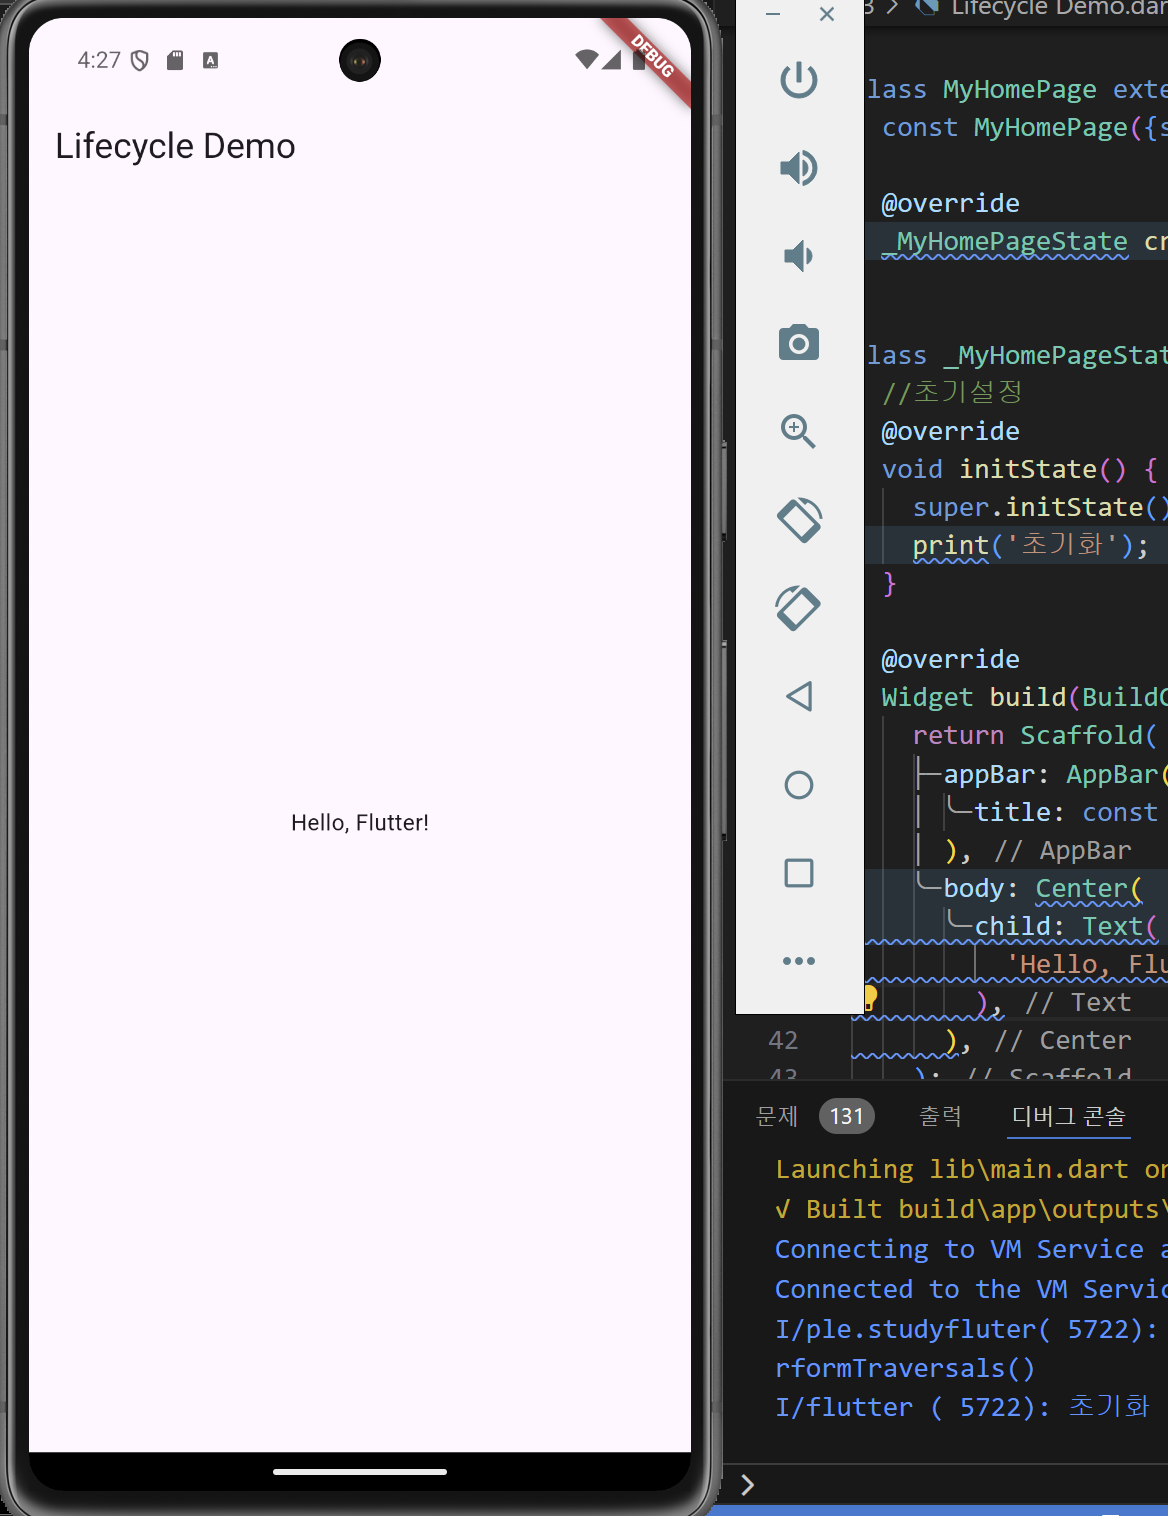 4:27
A
DEBUG
Lifecycle Demo
Hello, Flutter!
3 > Lifecycle Demo.dar
lass MyHomePage exte
const MyHomePage({s
@override
_MyHomePageState cr
lass _MyHomePageStat
//초기설정
@override
void initState() {
super.initState()
print('초기화');
}
@override
Widget build(BuildC
return Scaffold(
appBar: AppBar(
title: const
), // AppBar
body: Center(
child: Text(
'Hello, Flu
), // Text
42 ), // Center
43 ); // Scaffold
문제 131 출력 디버그 콘솔
Launching lib\main.dart on
√ Built build\app\outputs\
Connecting to VM Service a
Connected to the VM Servic
I/ple.studyfluter( 5722):
rformTraversals()
I/flutter ( 5722): 초기화
>